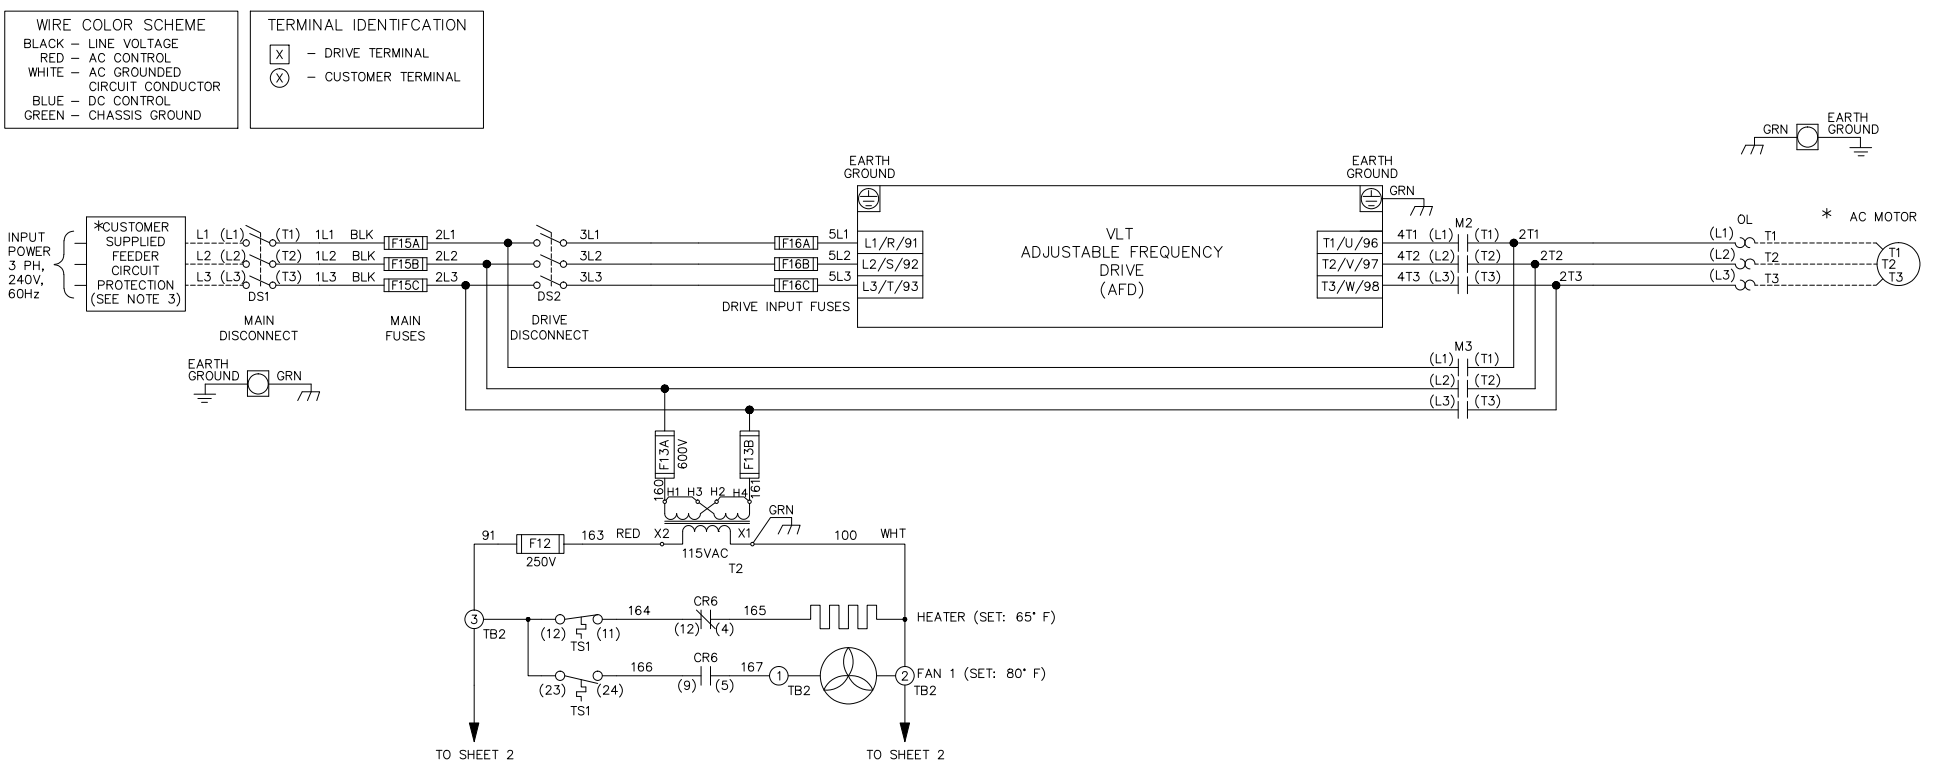 WIRE COLOR SCHEME
BLACK – LINE VOLTAGE
RED – AC CONTROL
WHITE – AC GROUNDED
CIRCUIT CONDUCTOR
BLUE – DC CONTROL
GREEN – CHASSIS GROUND
TERMINAL IDENTIFCATION
X – DRIVE TERMINAL
X – CUSTOMER TERMINAL
GRN
EARTH
GROUND
EARTH
GROUND
EARTH
GROUND
GRN
INPUT
POWER
3 PH,
240V,
60Hz
*CUSTOMER
SUPPLIED
FEEDER
CIRCUIT
PROTECTION
(SEE NOTE 3)
L1 (L1) (T1) 1L1 BLK F15A 2L1 3L1 F16A 5L1 L1/R/91
L2 (L2) (T2) 1L2 BLK F15B 2L2 3L2 F16B 5L2 L2/S/92
L3 (L3) (T3) 1L3 BLK F15C 2L3 3L3 F16C 5L3 L3/T/93
DS1
DS2
MAIN
DISCONNECT
MAIN
FUSES
DRIVE
DISCONNECT
DRIVE INPUT FUSES
VLT
ADJUSTABLE FREQUENCY
DRIVE
(AFD)
M2
OL
* AC MOTOR
T1/U/96 4T1 (L1) (T1) 2T1 (L1) T1
T2/V/97 4T2 (L2) (T2) 2T2 (L2) T2
T3/W/98 4T3 (L3) (T3) 2T3 (L3) T3
T1
T2
T3
M3
(L1) (T1)
(L2) (T2)
(L3) (T3)
EARTH
GROUND
GRN
F13A
600V
F13B
160
161
H1 H3 H2 H4
GRN
91 F12 163 RED X2 X1 100 WHT
250V
115VAC
T2
3
TB2
(12) (11)
TS1
164
CR6
(12) (4)
165
HEATER (SET: 65° F)
(23) (24)
TS1
166
CR6
(9) (5)
167
1
TB2
2
TB2
FAN 1 (SET: 80° F)
TO SHEET 2
TO SHEET 2